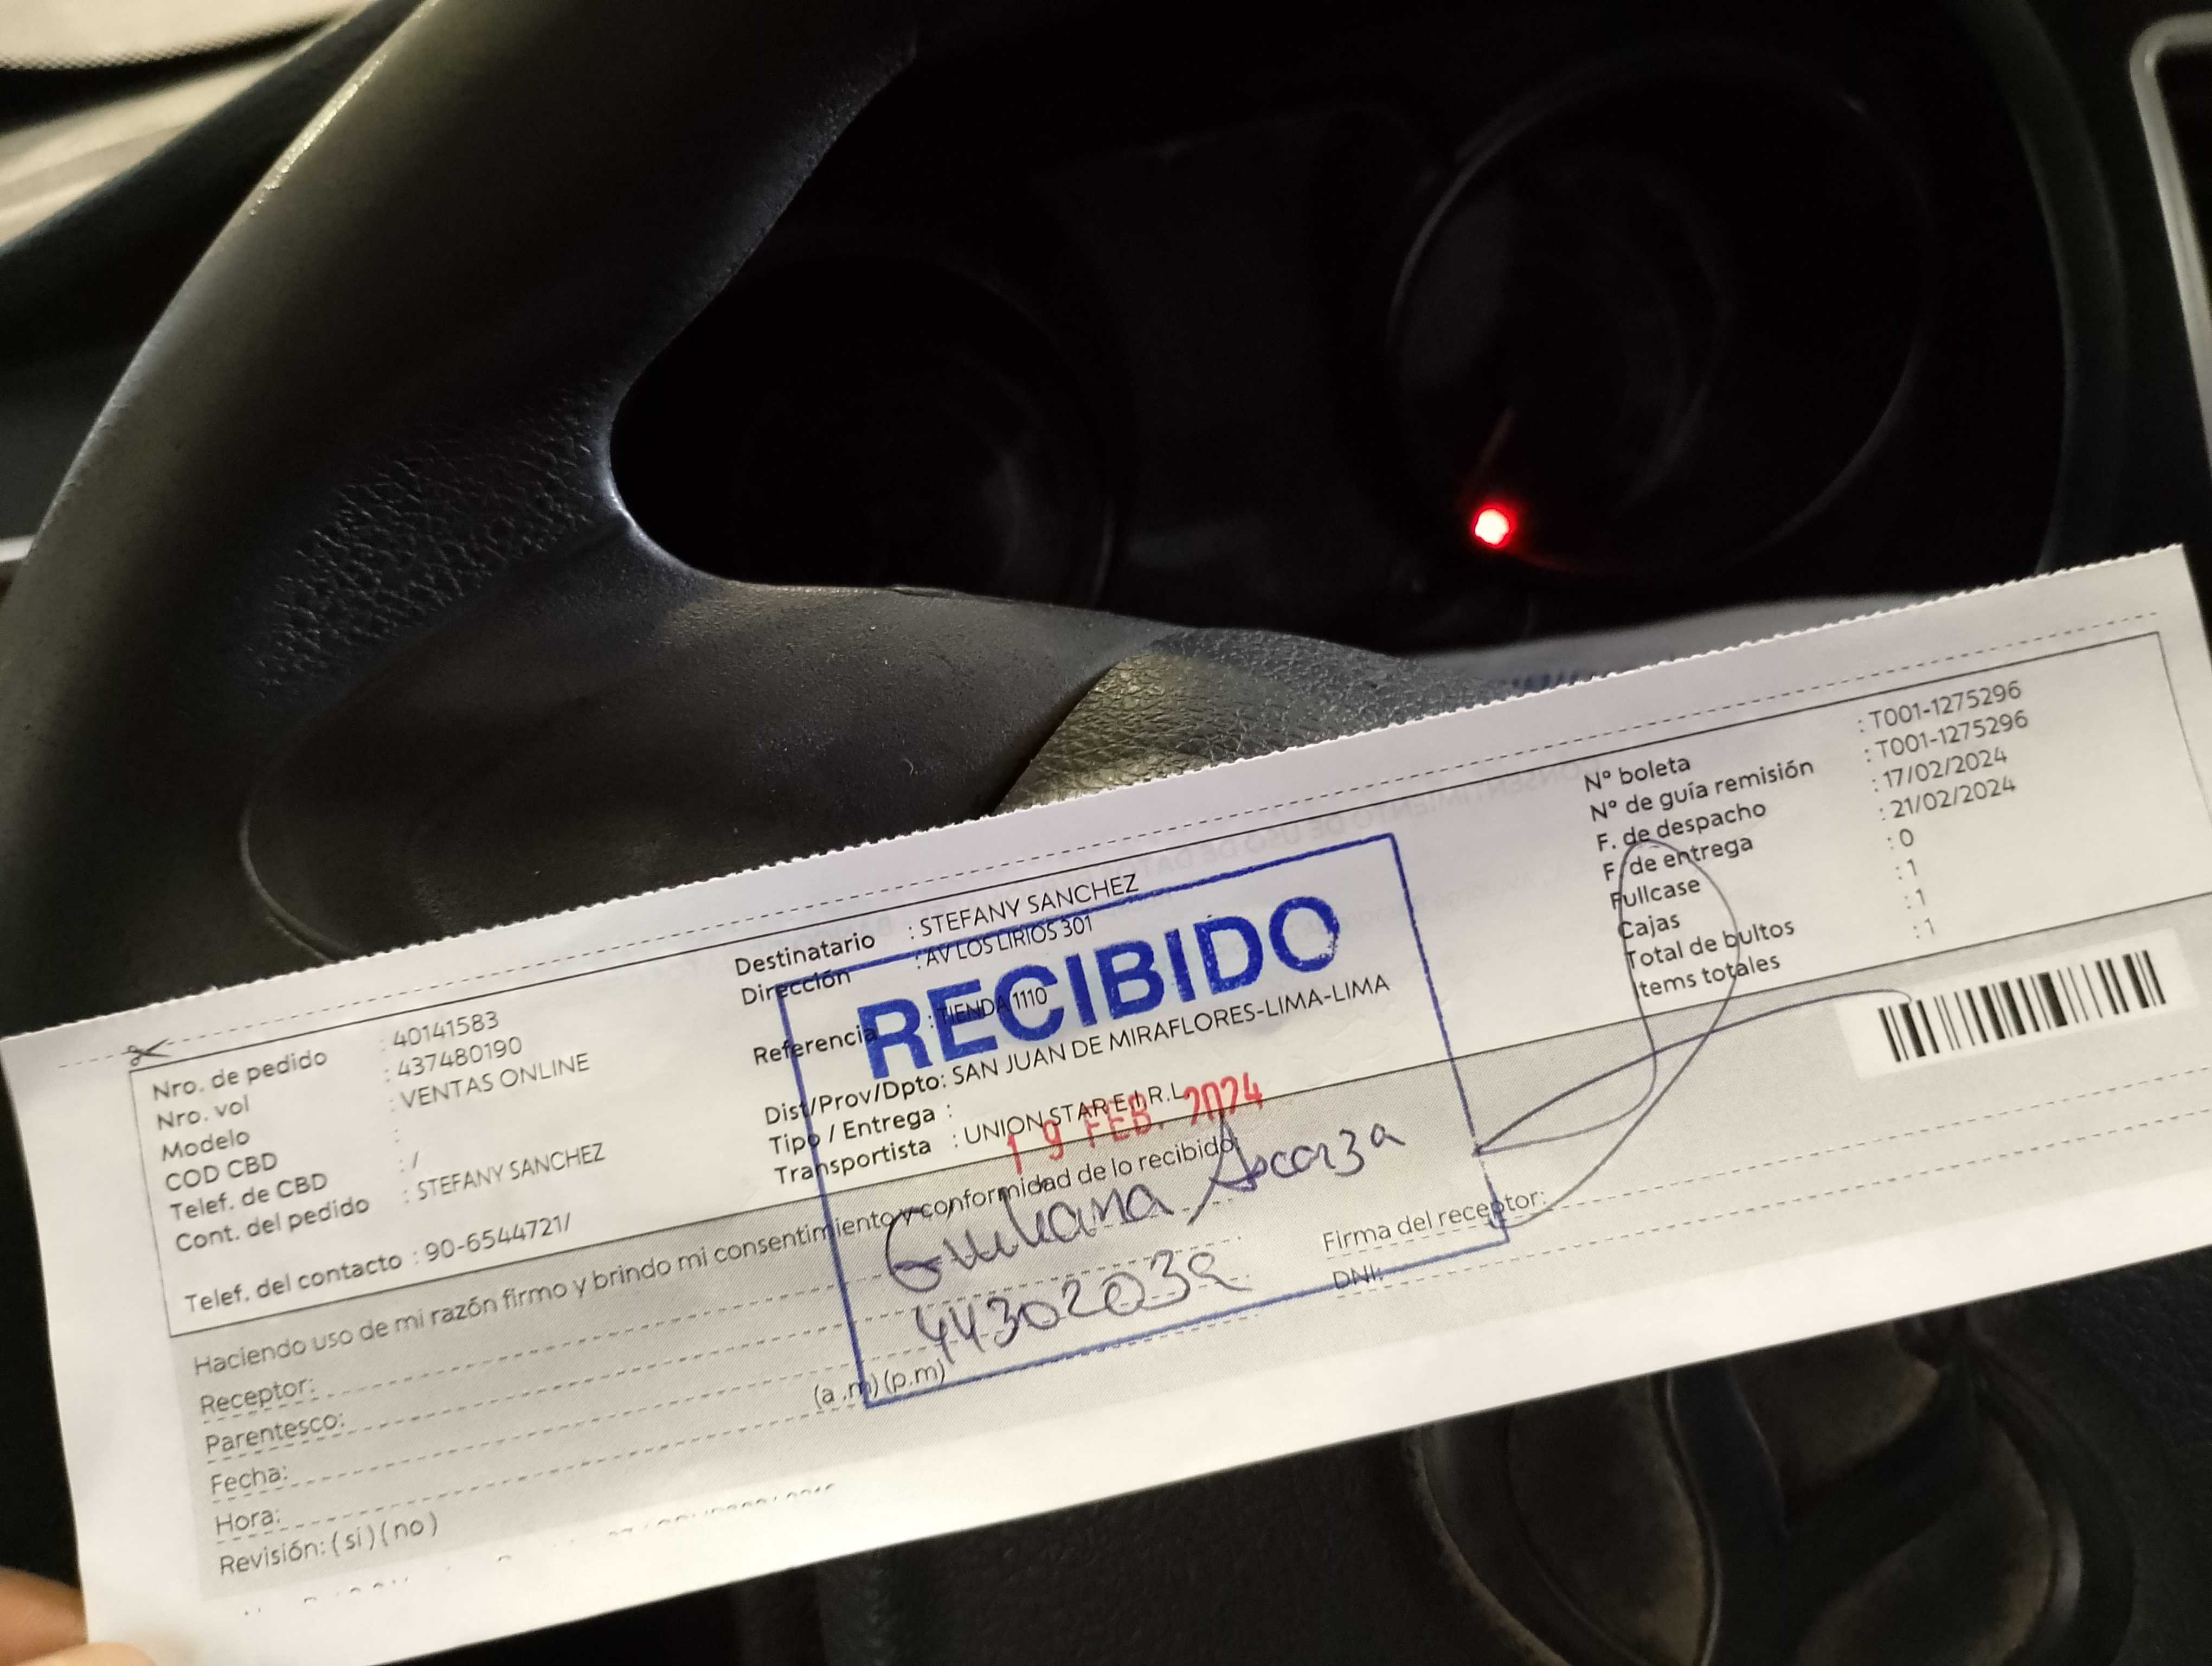 Nro. de pedido : 40141583
Nro. vol : 437480190
Modelo : VENTAS ONLINE
COD CBD :
Telef. de CBD : /
Cont. del pedido : STEFANY SANCHEZ
Telef. del contacto : 90-6544721/
Destinatario : STEFANY SANCHEZ
Dirección : AV LOS LIRIOS 301
Referencia : TIENDA 1110
Dist/Prov/Dpto: SAN JUAN DE MIRAFLORES-LIMA-LIMA
Tipo / Entrega :
Transportista : UNION STAR E.I.R.L.
N° boleta : T001-1275296
N° de guía remisión : T001-1275296
F. de despacho : 17/02/2024
F. de entrega : 21/02/2024
Fullcase : 0
Cajas : 1
Total de bultos : 1
Items totales : 1
RECIBIDO
19 FEB. 2024
Haciendo uso de mi razón firmo y brindo mi consentimiento y conformidad de lo recibido:
Receptor:
Parentesco:
Fecha:
Hora: (a .m) (p.m)
Revisión: ( si ) ( no )
44302032
Firma del receptor:
DNI: